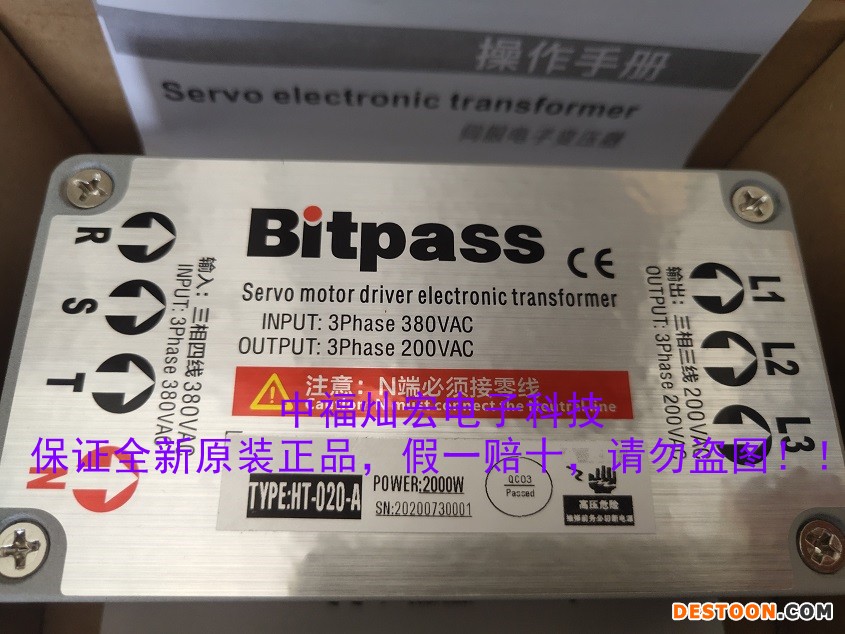 操作手册
Servo electronic transformer
伺服电子变压器
Bitpass
CE
Servo motor driver electronic transformer
INPUT: 3Phase 380VAC
OUTPUT: 3Phase 200VAC
注意：N端必须接零线
must connect the
R
S
T
N
输入：三相四线 380VAC
INPUT: 3Phase 380VAC
输出：三相三线 200VAC
OUTPUT: 3Phase 200VAC
L1
L2
L3
中福灿宏电子科技
保证全新原装正品，假一赔十，请勿盗图！！
TYPE:HT-020-A
POWER:2000W
SN:20200730001
QC03
Passed
高压危险
DESTOON.COM